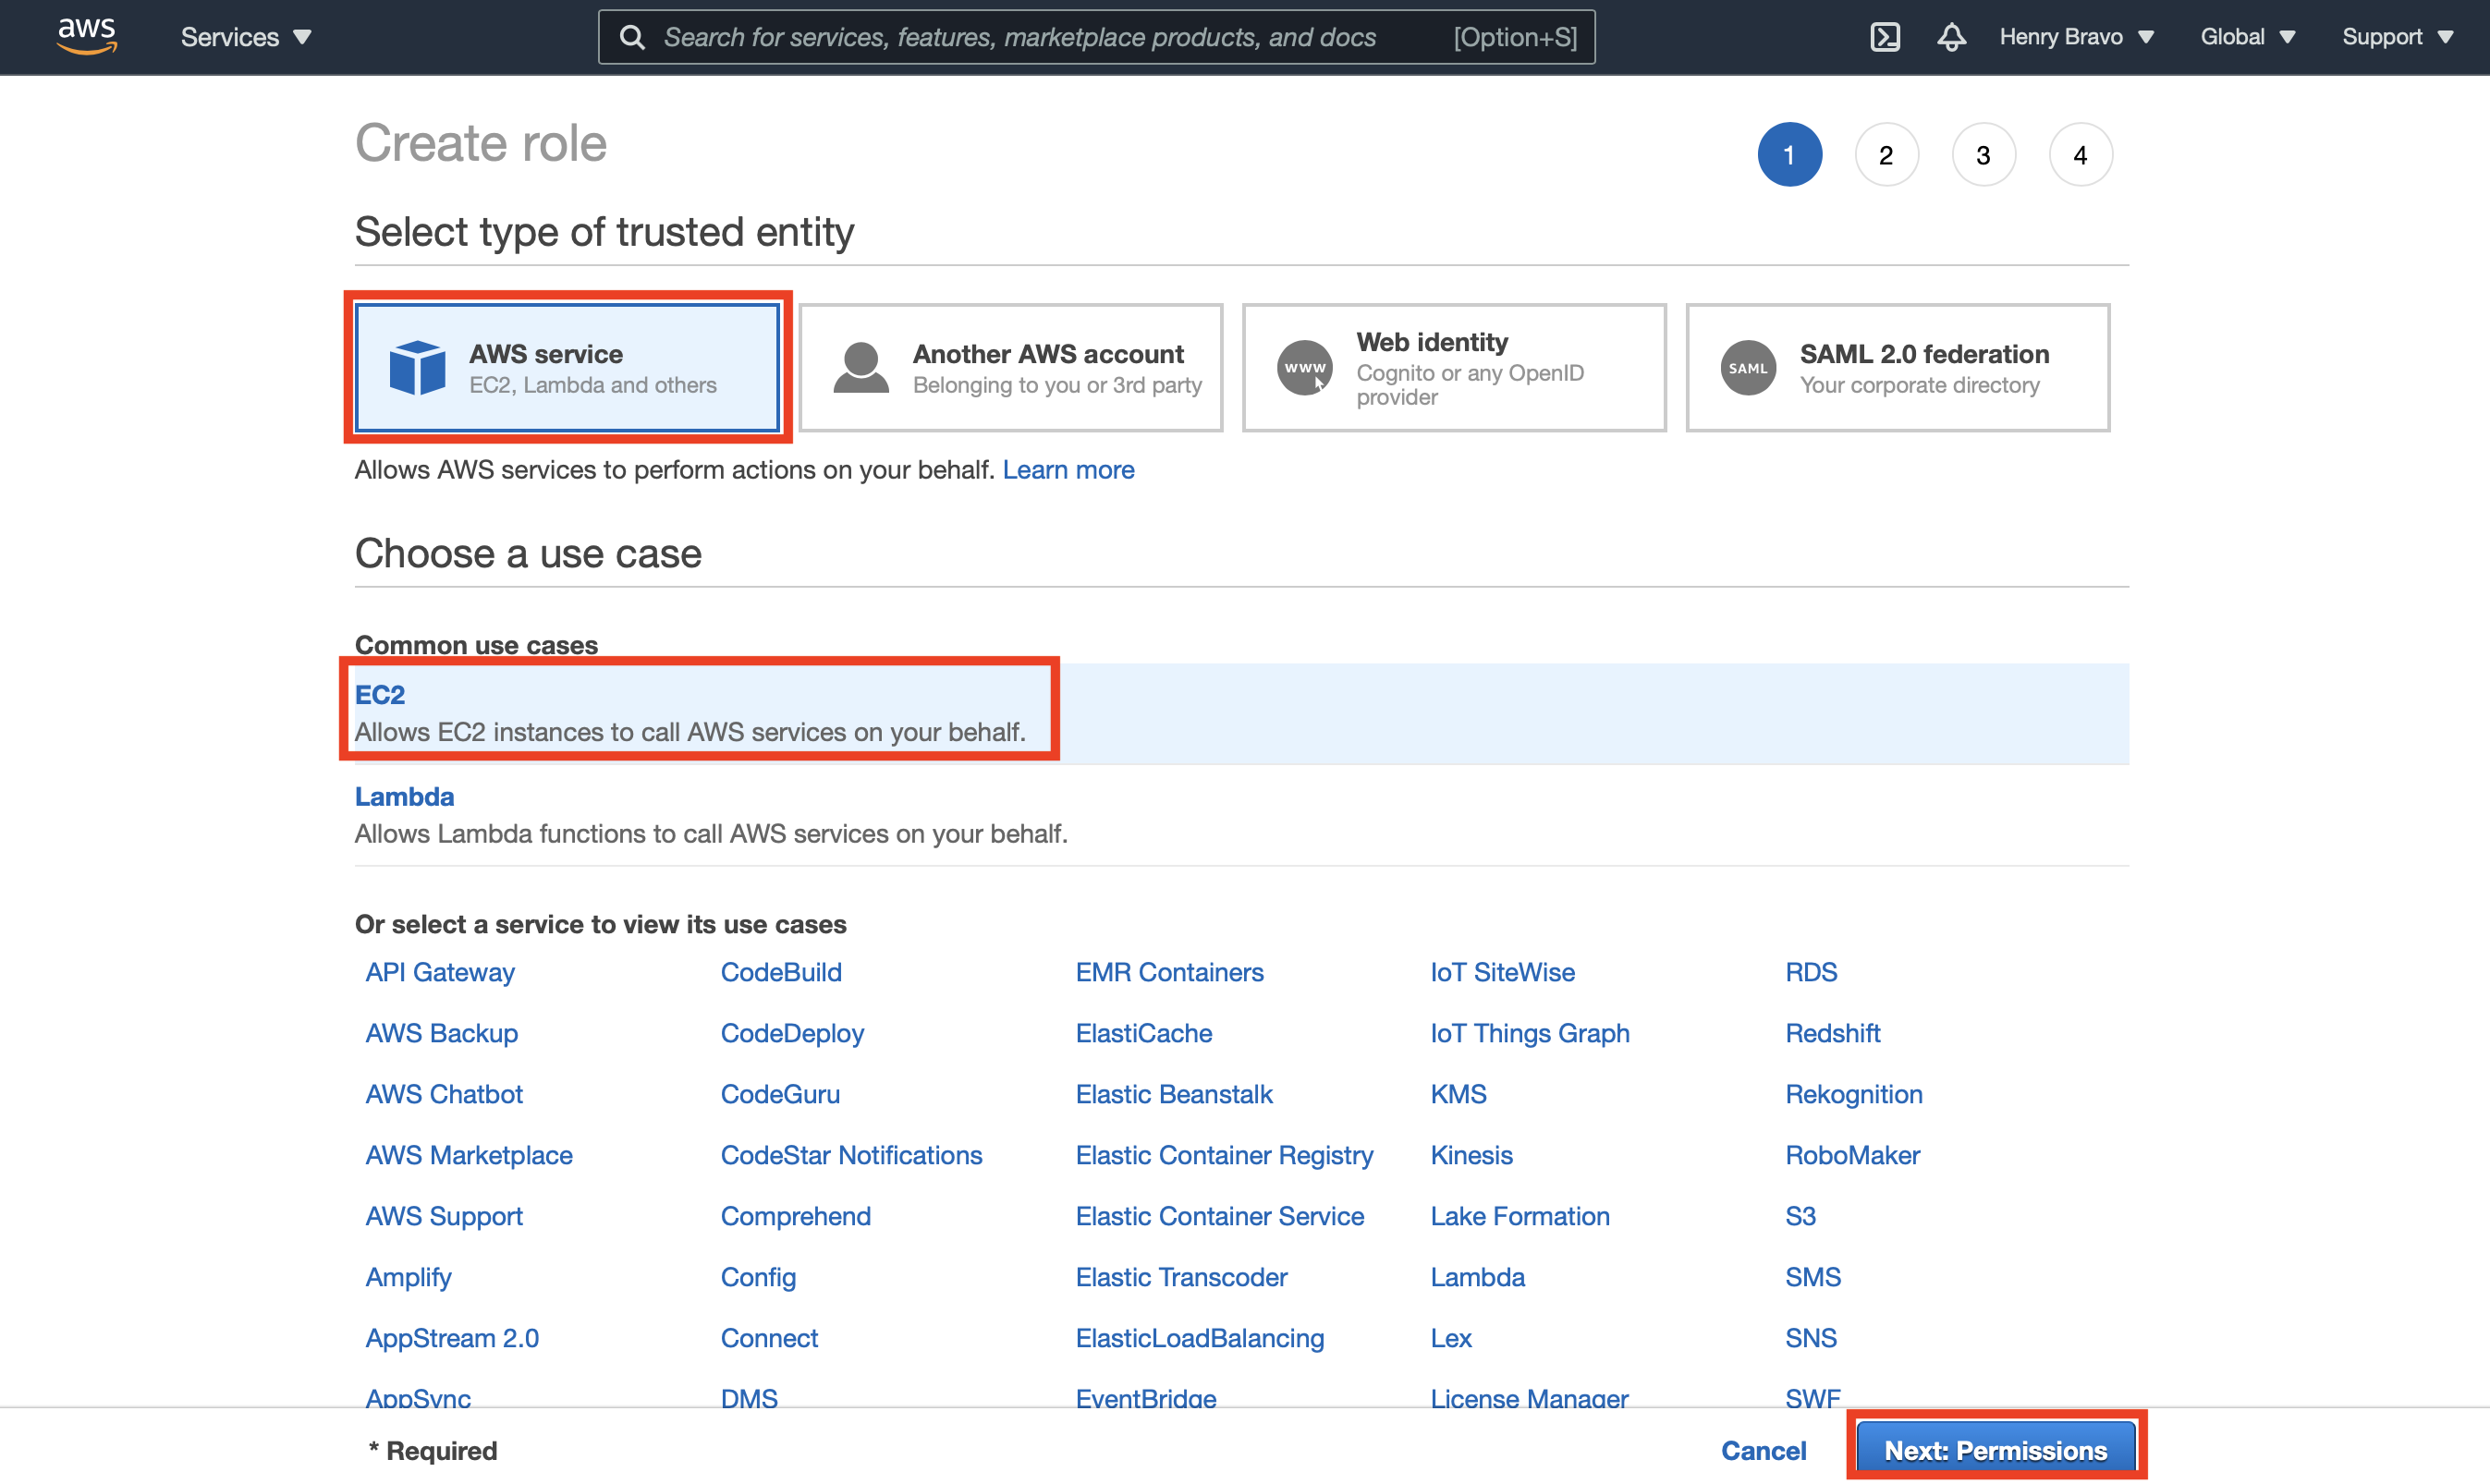 aws Services Search for services, features, marketplace products, and docs [Option+S] Henry Bravo Global Support
Create role 1 2 3 4
Select type of trusted entity
AWS service
EC2, Lambda and others
Another AWS account
Belonging to you or 3rd party
www
Web identity
Cognito or any OpenID
provider
SAML
SAML 2.0 federation
Your corporate directory
Allows AWS services to perform actions on your behalf. Learn more
Choose a use case
Common use cases
EC2
Allows EC2 instances to call AWS services on your behalf.
Lambda
Allows Lambda functions to call AWS services on your behalf.
Or select a service to view its use cases
API Gateway CodeBuild EMR Containers IoT SiteWise RDS
AWS Backup CodeDeploy ElastiCache IoT Things Graph Redshift
AWS Chatbot CodeGuru Elastic Beanstalk KMS Rekognition
AWS Marketplace CodeStar Notifications Elastic Container Registry Kinesis RoboMaker
AWS Support Comprehend Elastic Container Service Lake Formation S3
Amplify Config Elastic Transcoder Lambda SMS
AppStream 2.0 Connect ElasticLoadBalancing Lex SNS
AppSync DMS EventBridge License Manager SWF
* Required Cancel Next: Permissions